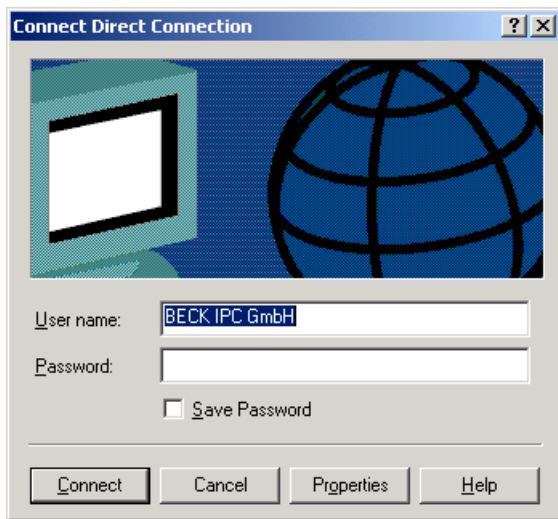 Connect Direct Connection
User name: BECK IPC GmbH
Password:
Save Password
Connect Cancel Properties Help